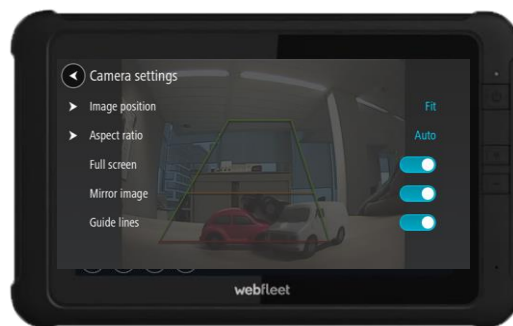 Camera settings
Image position Fit
Aspect ratio Auto
Full screen
Mirror image
Guide lines
webfleet